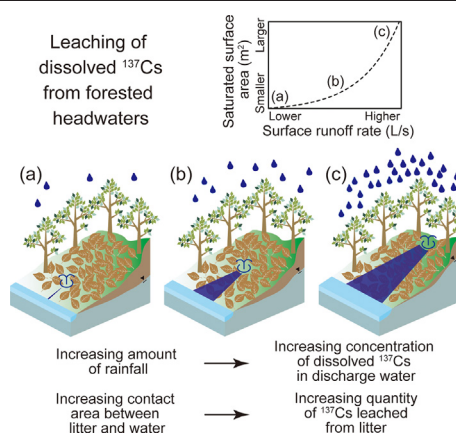 Leaching of
dissolved ¹³⁷Cs
from forested
headwaters
Saturated surface
area (m²)
Smaller
Larger
(a)
(b)
(c)
Lower
Higher
Surface runoff rate (L/s)
(a)
(b)
(c)
Increasing amount
of rainfall
Increasing concentration
of dissolved ¹³⁷Cs
in discharge water
Increasing contact
area between
litter and water
Increasing quantity
of ¹³⁷Cs leached
from litter